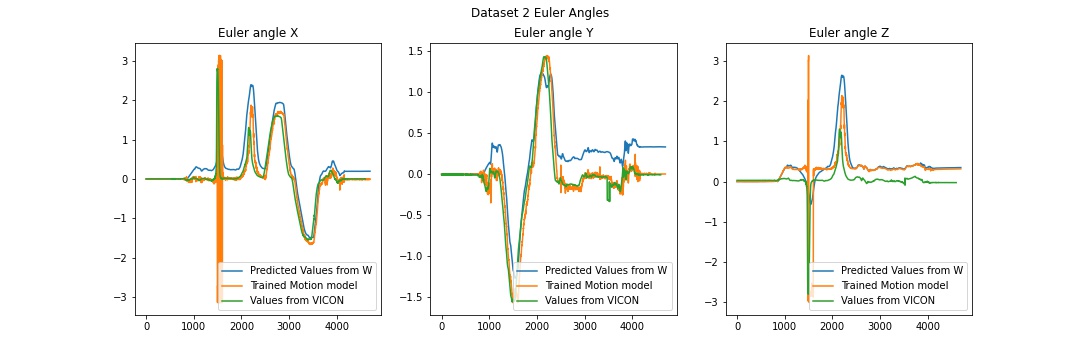 Dataset 2 Euler Angles
Euler angle X
3
2
1
0
−1
−2
−3
0
1000
2000
3000
4000
Predicted Values from W
Trained Motion model
Values from VICON
Euler angle Y
1.5
1.0
0.5
0.0
−0.5
−1.0
−1.5
0
1000
2000
3000
4000
Predicted Values from W
Trained Motion model
Values from VICON
Euler angle Z
3
2
1
0
−1
−2
−3
0
1000
2000
3000
4000
Predicted Values from W
Trained Motion model
Values from VICON